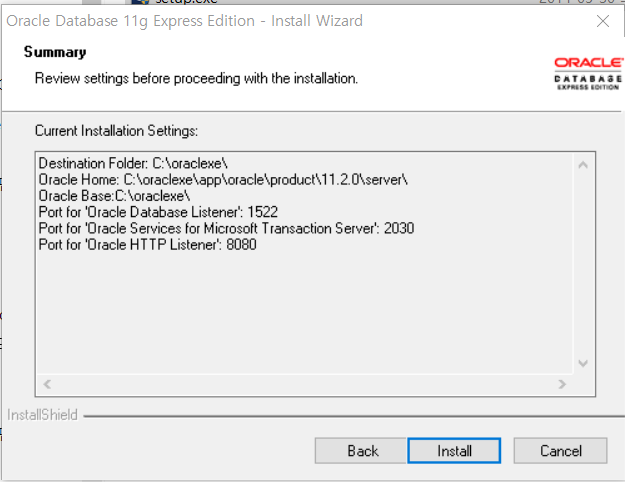 setup.exe
Oracle Database 11g Express Edition - Install Wizard
Summary
Review settings before proceeding with the installation.
ORACLE
DATABASE
EXPRESS EDITION
Current Installation Settings:
Destination Folder: C:\oraclexe\
Oracle Home: C:\oraclexe\app\oracle\product\11.2.0\server\
Oracle Base:C:\oraclexe\
Port for 'Oracle Database Listener': 1522
Port for 'Oracle Services for Microsoft Transaction Server': 2030
Port for 'Oracle HTTP Listener': 8080
InstallShield
Back Install Cancel